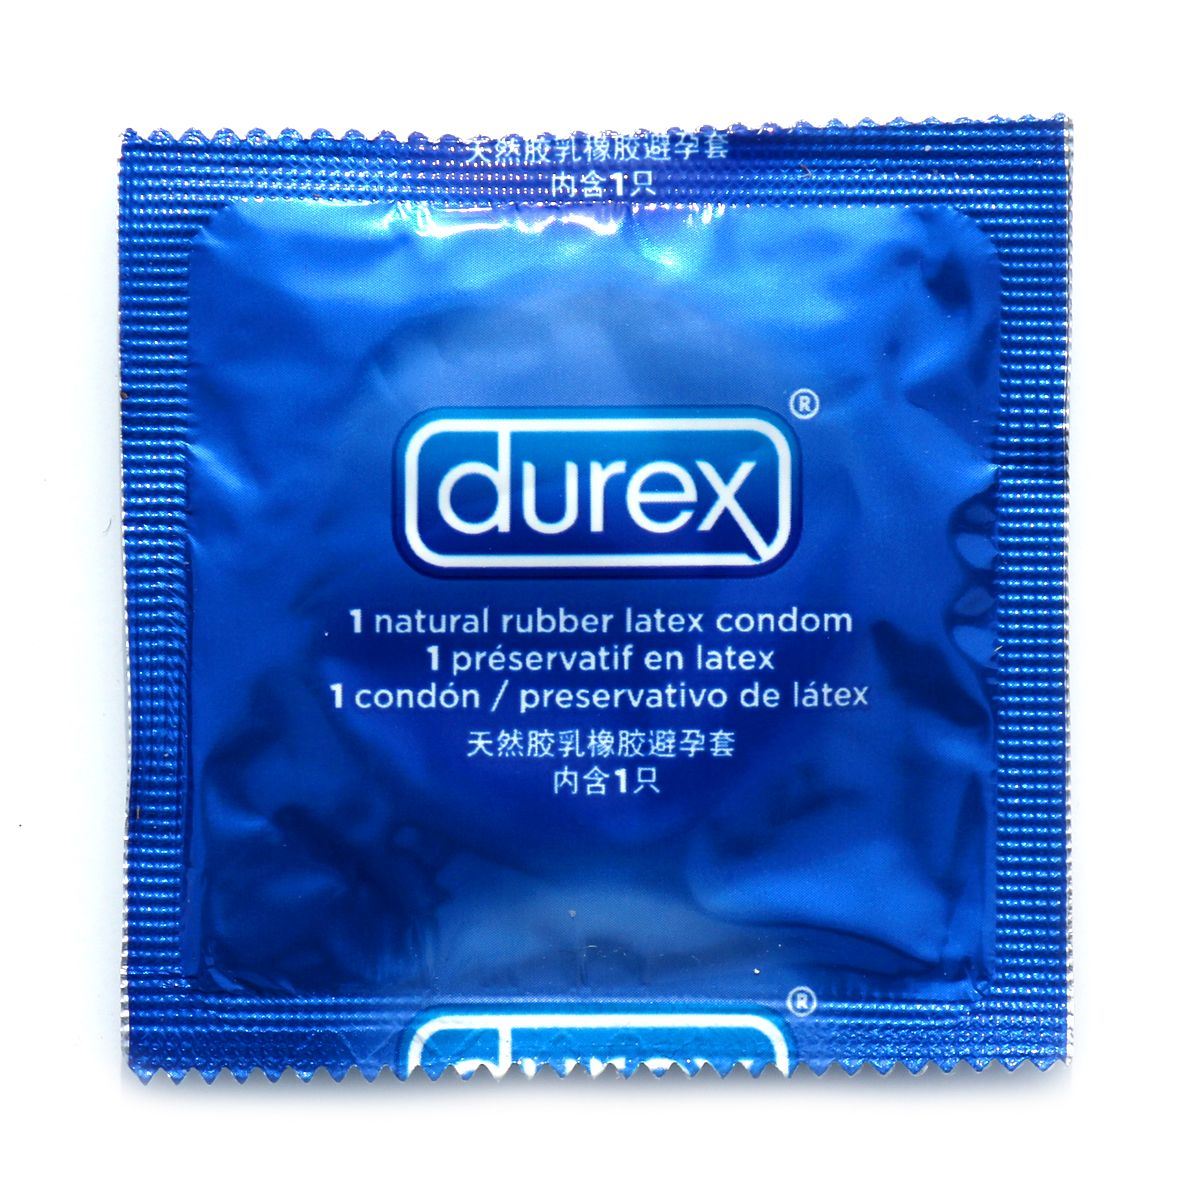 天然胶乳橡胶避孕套
内含1只
®
durex
1 natural rubber latex condom
1 préservatif en latex
1 condón / preservativo de látex
天然胶乳橡胶避孕套
内含1只
®
durex